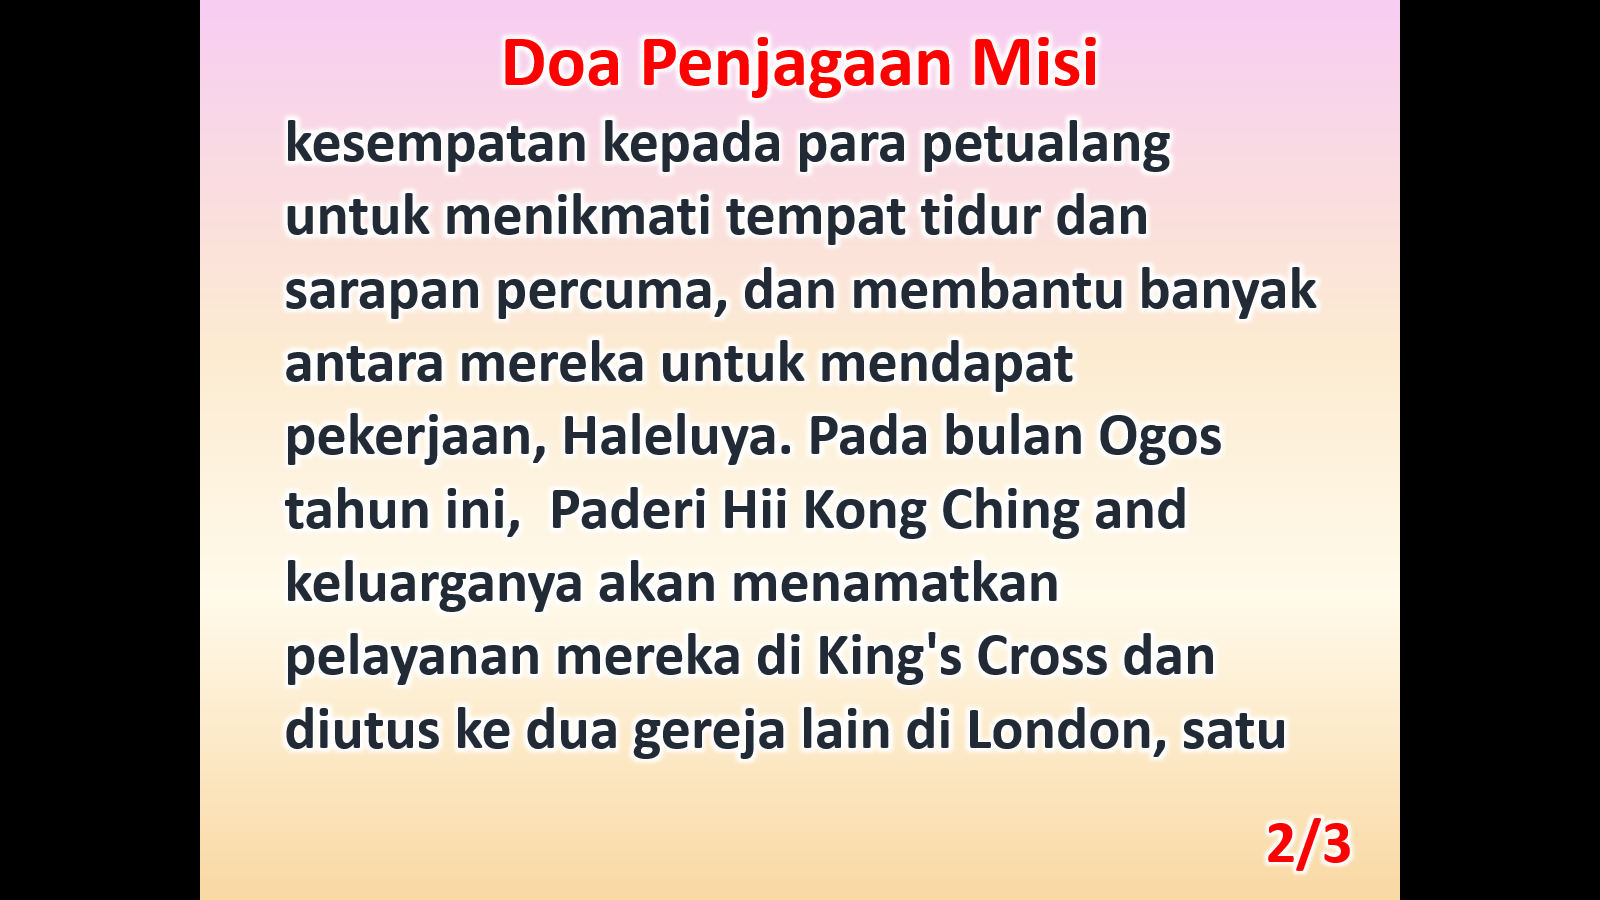 Doa Penjagaan Misi
kesempatan kepada para petualang
untuk menikmati tempat tidur dan
sarapan percuma, dan membantu banyak
antara mereka untuk mendapat
pekerjaan, Haleluya. Pada bulan Ogos
tahun ini,  Paderi Hii Kong Ching and
keluarganya akan menamatkan
pelayanan mereka di King's Cross dan
diutus ke dua gereja lain di London, satu
2/3